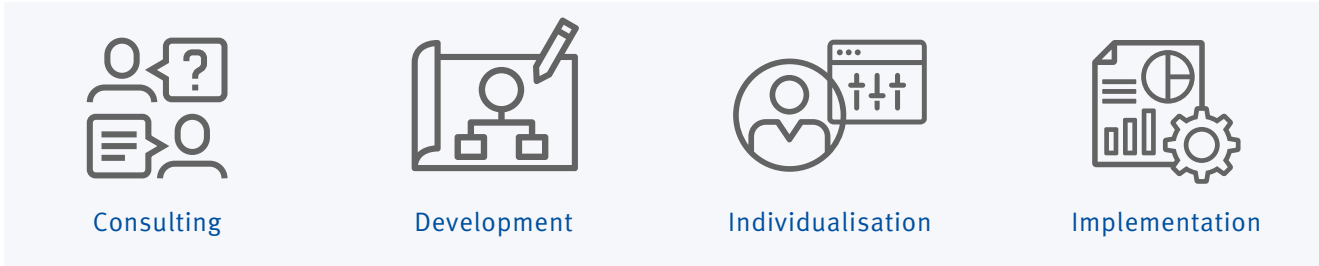 ?
Consulting
Development
Individualisation
Implementation